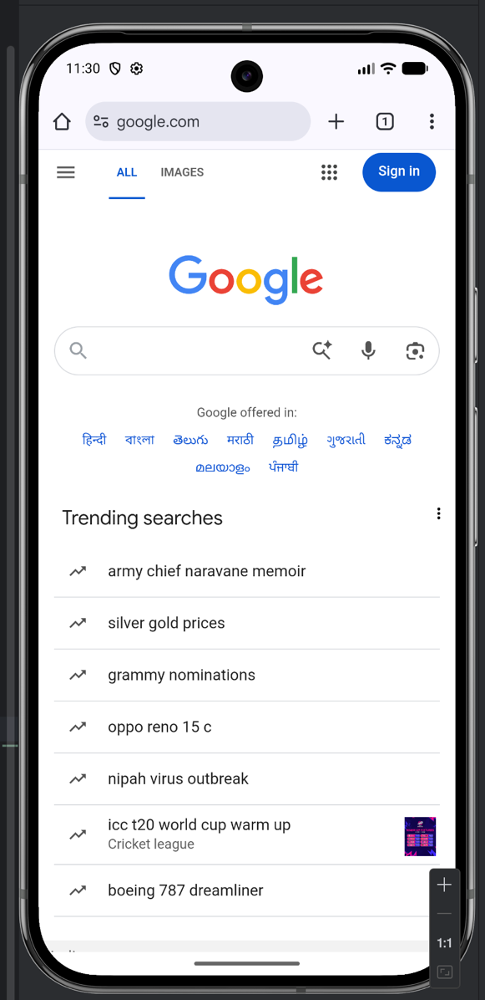 11:30
google.com
1
ALL IMAGES
Sign in
Google
Google offered in:
हिन्दी বাংলা తెలుగు मराठी தமிழ் ગુજરાતી ಕನ್ನಡ
മലയാളം ਪੰਜਾਬੀ
Trending searches
army chief naravane memoir
silver gold prices
grammy nominations
oppo reno 15 c
nipah virus outbreak
icc t20 world cup warm up
Cricket league
boeing 787 dreamliner
1:1